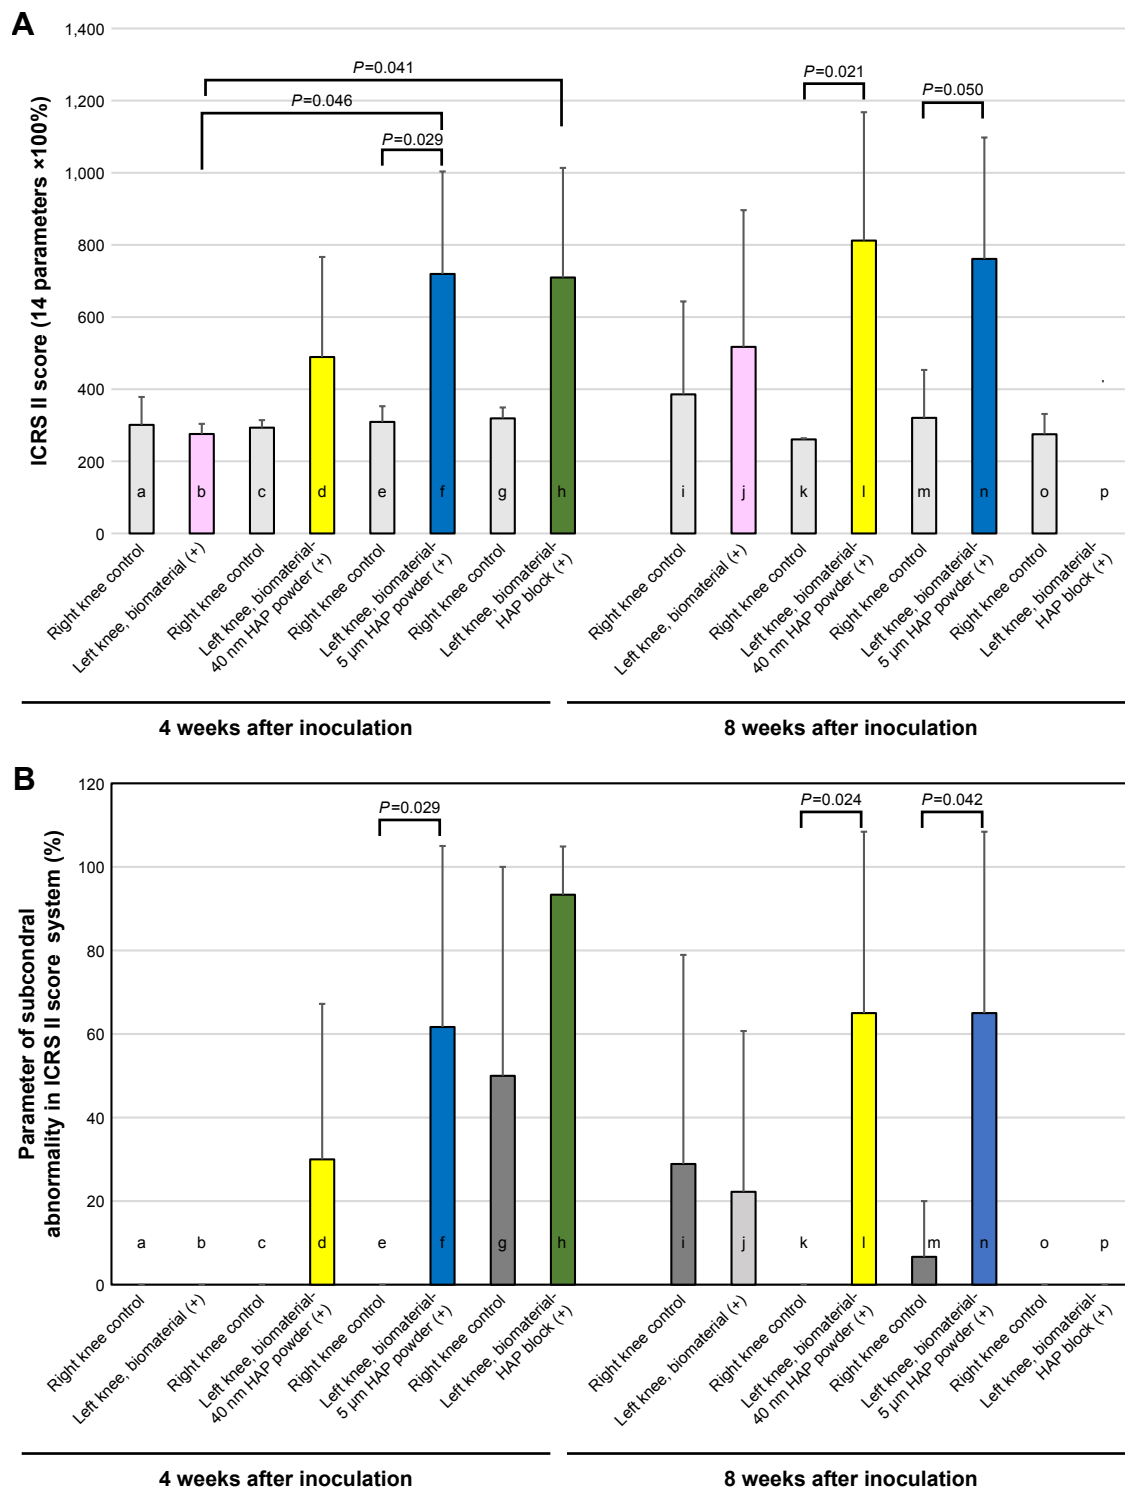 A
ICRS II score (14 parameters ×100%)
1,400
1,200
1,000
800
600
400
200
0
P=0.041
P=0.046
P=0.029
P=0.021
P=0.050
a b c d e f g h i j k l m n o p
Right knee control
Left knee, biomaterial (+)
Right knee control
Left knee, biomaterial-
40 nm HAP powder (+)
Right knee control
Left knee, biomaterial-
5 µm HAP powder (+)
Right knee control
Left knee, biomaterial-
HAP block (+)
Right knee control
Left knee, biomaterial (+)
Right knee control
Left knee, biomaterial-
40 nm HAP powder (+)
Right knee control
Left knee, biomaterial-
5 µm HAP powder (+)
Right knee control
Left knee, biomaterial-
HAP block (+)
4 weeks after inoculation
8 weeks after inoculation
B
Parameter of subcondral
abnormality in ICRS II score system (%)
120
100
80
60
40
20
0
P=0.029
P=0.024
P=0.042
a b c d e f g h i j k l m n o p
Right knee control
Left knee, biomaterial (+)
Right knee control
Left knee, biomaterial-
40 nm HAP powder (+)
Right knee control
Left knee, biomaterial-
5 µm HAP powder (+)
Right knee control
Left knee, biomaterial-
HAP block (+)
Right knee control
Left knee, biomaterial (+)
Right knee control
Left knee, biomaterial-
40 nm HAP powder (+)
Right knee control
Left knee, biomaterial-
5 µm HAP powder (+)
Right knee control
Left knee, biomaterial-
HAP block (+)
4 weeks after inoculation
8 weeks after inoculation